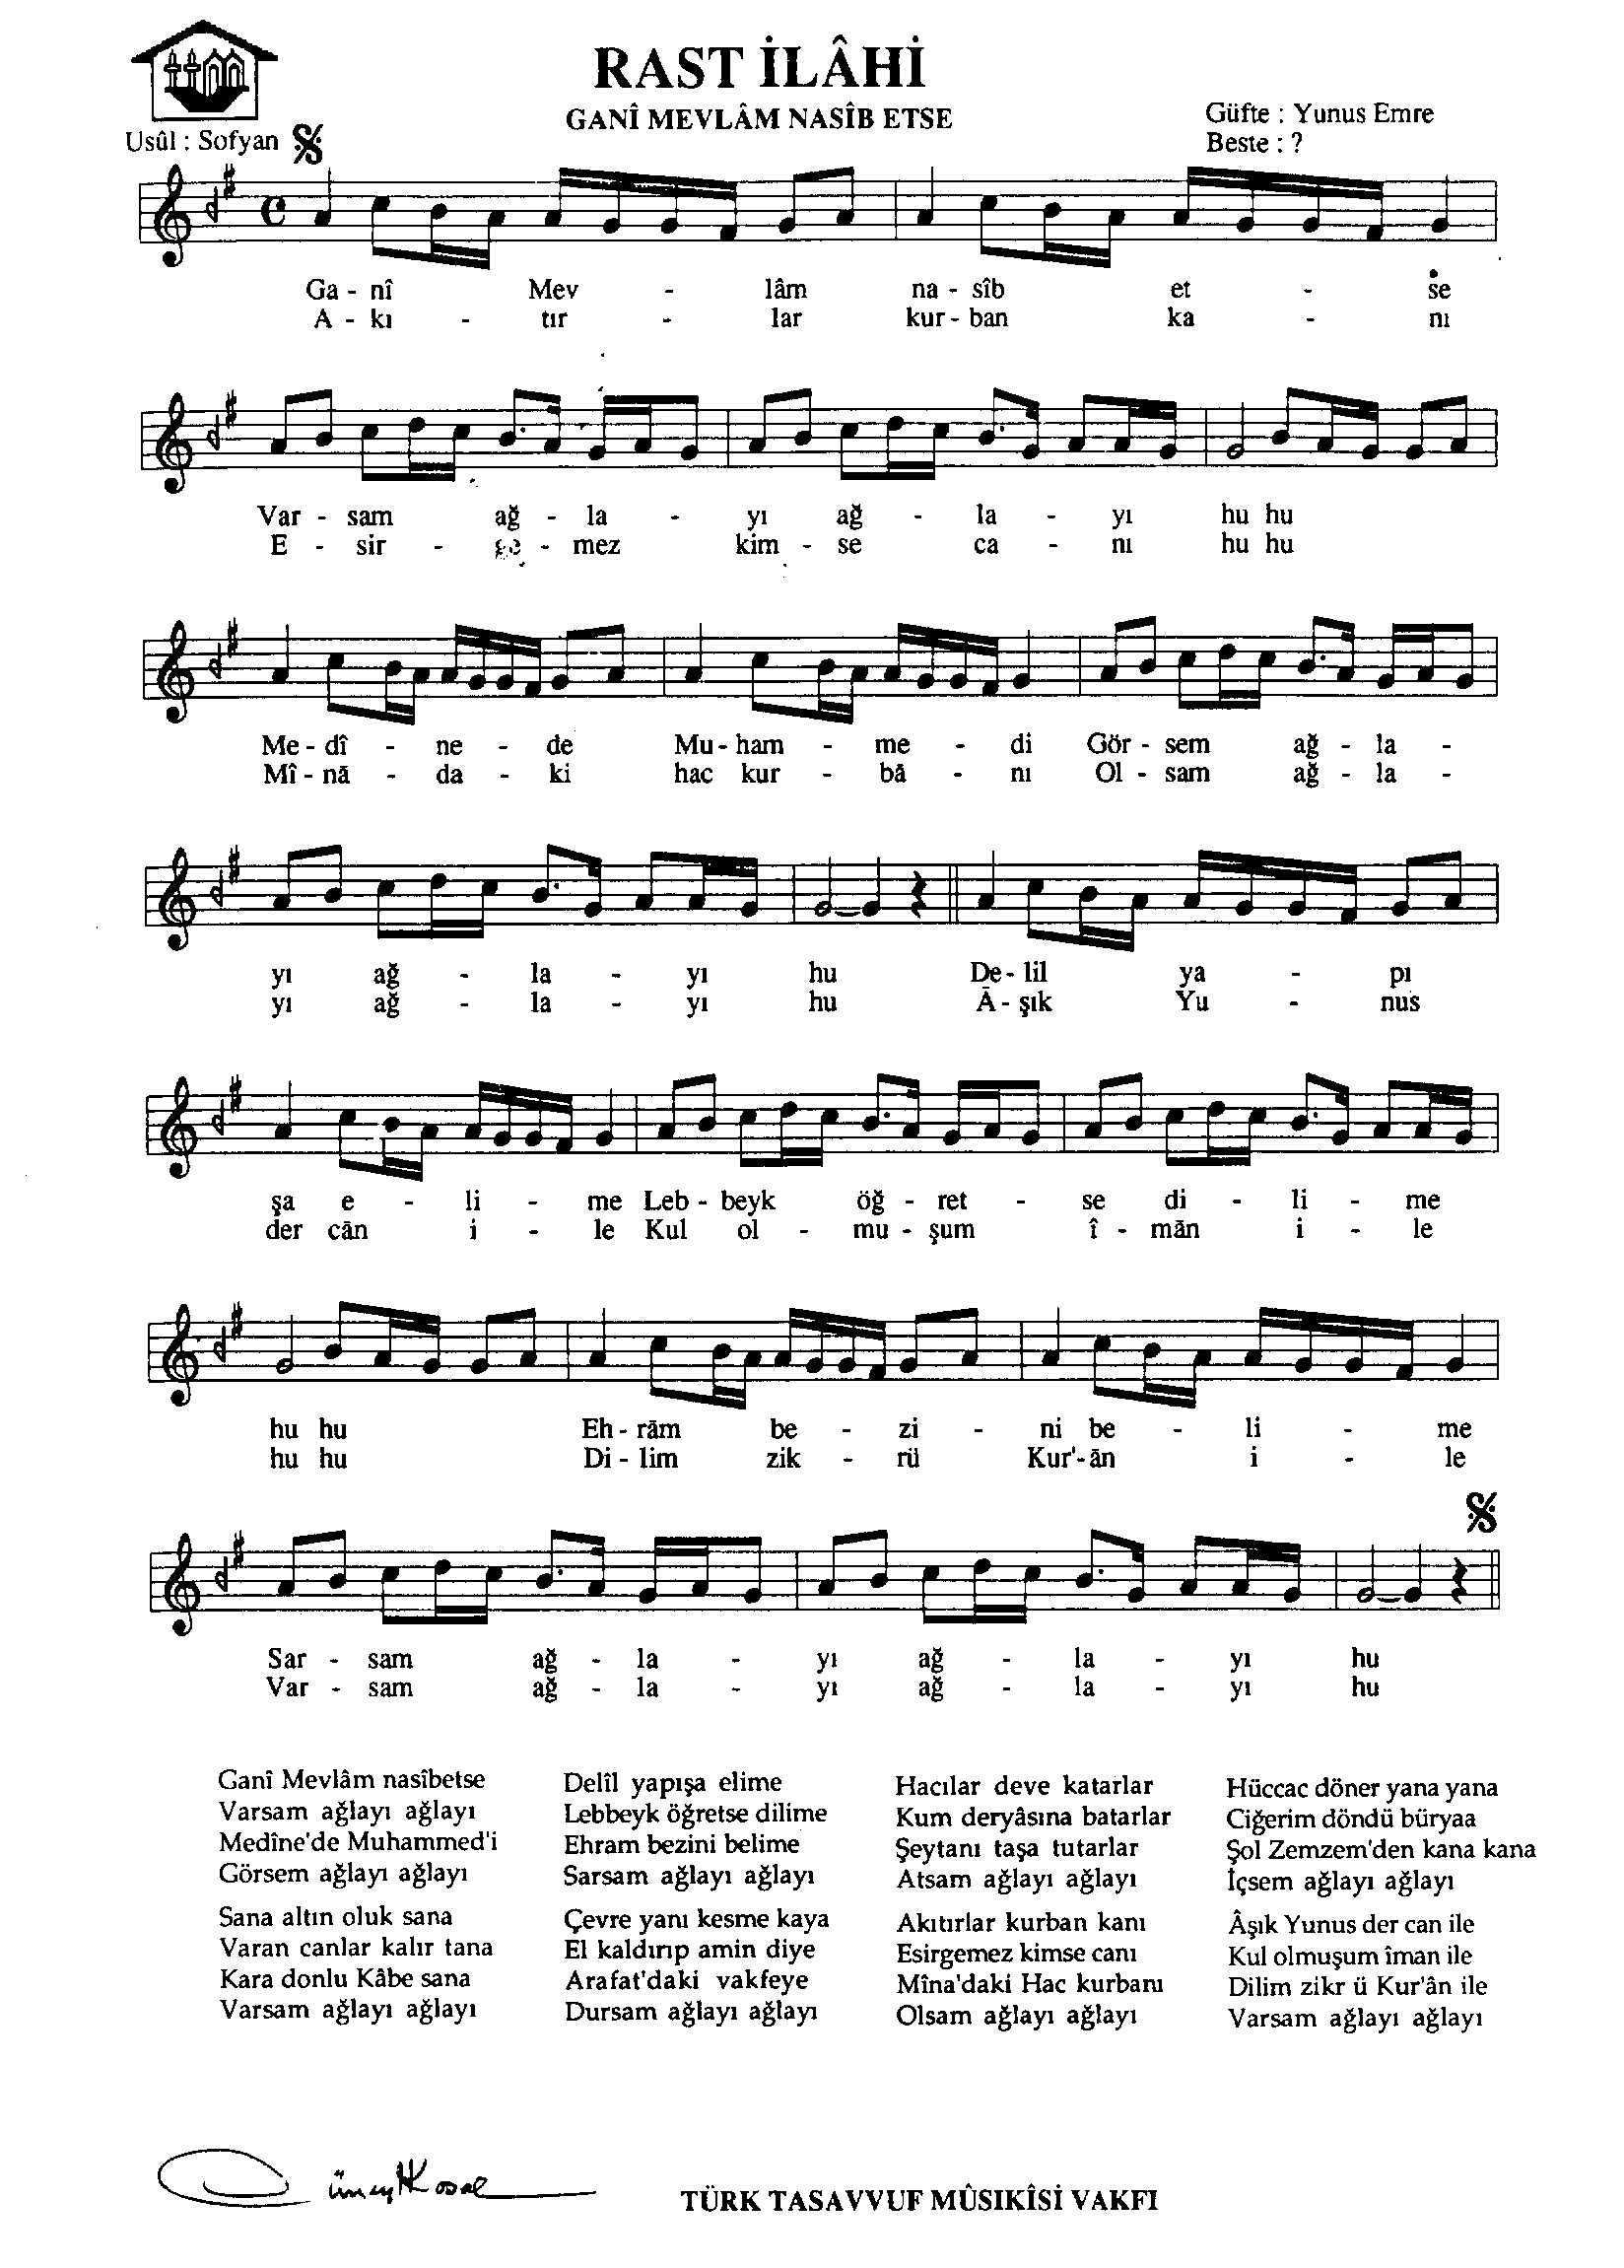 RAST İLÂHİ
GANÎ MEVLÂM NASÎB ETSE
Güfte : Yunus Emre
Usûl : Sofyan
Beste : ?
Ga - nî Mev - lâm na - sîb et - se
A - kı - tır - lar kur - ban ka - nı
Var - sam ağ - la - yı ağ - la - yı hu hu
E - sir - ge - mez kim - se ca - nı hu hu
Me - dî - ne - de Mu - ham - me - di Gör - sem ağ - la -
Mî - nā - da - ki hac kur - bā - nı Ol - sam ağ - la -
yı ağ - la - yı hu De - lil ya - pı
yı ağ - la - yı hu Ā - şık Yu - nus
şa e - li - me Leb - beyk öğ - ret - se di - li - me
der cān i - le Kul ol - mu - şum î - mān i - le
hu hu Eh - rām be - zi - ni be - li - me
hu hu Di - lim zik - rü Kur'-ān i - le
Sar - sam ağ - la - yı ağ - la - yı hu
Var - sam ağ - la - yı ağ - la - yı hu
Ganî Mevlâm nasîbetse
Varsam ağlayı ağlayı
Medîne'de Muhammed'i
Görsem ağlayı ağlayı
Sana altın oluk sana
Varan canlar kalır tana
Kara donlu Kâbe sana
Varsam ağlayı ağlayı
Delîl yapışa elime
Lebbeyk öğretse dilime
Ehram bezini belime
Sarsam ağlayı ağlayı
Çevre yanı kesme kaya
El kaldırıp amin diye
Arafat'daki vakfeye
Dursam ağlayı ağlayı
Hacılar deve katarlar
Kum deryâsına batarlar
Şeytanı taşa tutarlar
Atsam ağlayı ağlayı
Akıtırlar kurban kanı
Esirgemez kimse canı
Mîna'daki Hac kurbanı
Olsam ağlayı ağlayı
Hüccac döner yana yana
Ciğerim döndü büryaa
Şol Zemzem'den kana kana
İçsem ağlayı ağlayı
Âşık Yunus der can ile
Kul olmuşum îman ile
Dilim zikr ü Kur'ân ile
Varsam ağlayı ağlayı
Cüneyt Kosal
TÜRK TASAVVUF MÛSIKÎSİ VAKFI